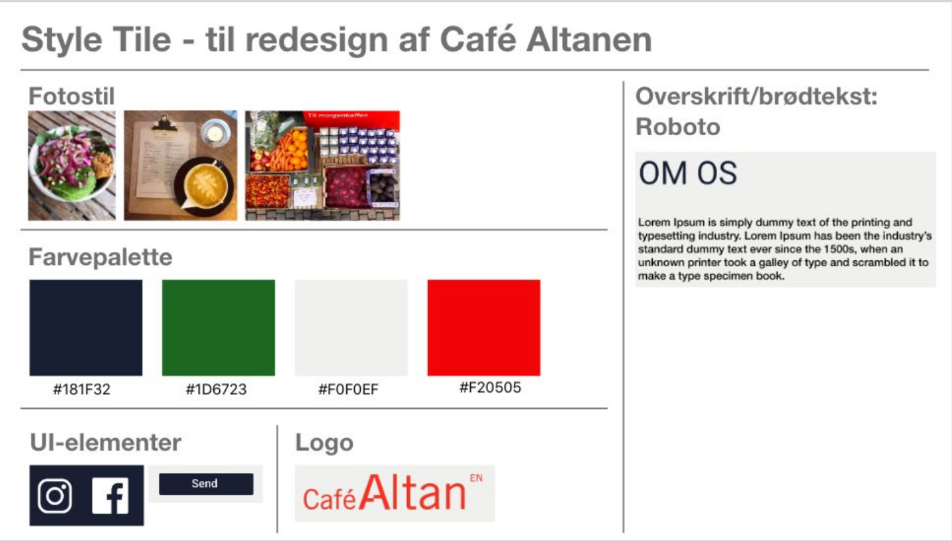 Style Tile - til redesign af Café Altanen
Fotostil
Til morgenkaffen
Farvepalette
#181F32
#1D6723
#F0F0EF
#F20505
UI-elementer
Send
Logo
Café Altan EN
Overskrift/brødtekst:
Roboto
OM OS
Lorem Ipsum is simply dummy text of the printing and
typesetting industry. Lorem Ipsum has been the industry's
standard dummy text ever since the 1500s, when an
unknown printer took a galley of type and scrambled it to
make a type specimen book.